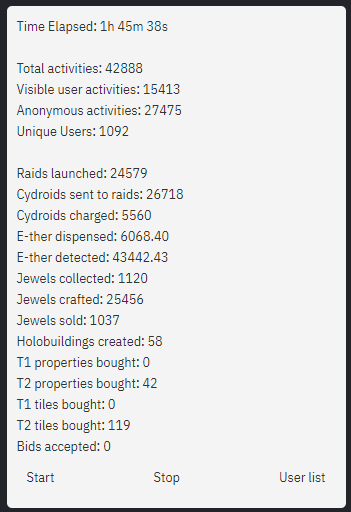 Time Elapsed: 1h 45m 38s
Total activities: 42888
Visible user activities: 15413
Anonymous activities: 27475
Unique Users: 1092
Raids launched: 24579
Cydroids sent to raids: 26718
Cydroids charged: 5560
E-ther dispensed: 6068.40
E-ther detected: 43442.43
Jewels collected: 1120
Jewels crafted: 25456
Jewels sold: 1037
Holobuildings created: 58
T1 properties bought: 0
T2 properties bought: 42
T1 tiles bought: 0
T2 tiles bought: 119
Bids accepted: 0
Start Stop User list